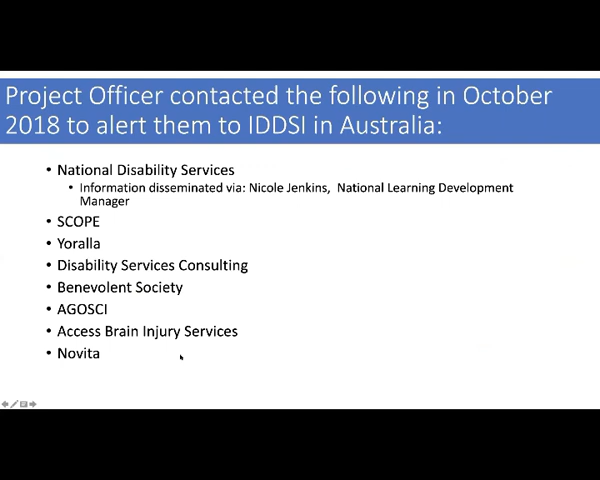 Project Officer contacted the following in October
2018 to alert them to IDDSI in Australia:
• National Disability Services
• Information disseminated via: Nicole Jenkins, National Learning Development
Manager
• SCOPE
• Yoralla
• Disability Services Consulting
• Benevolent Society
• AGOSCI
• Access Brain Injury Services
• Novita